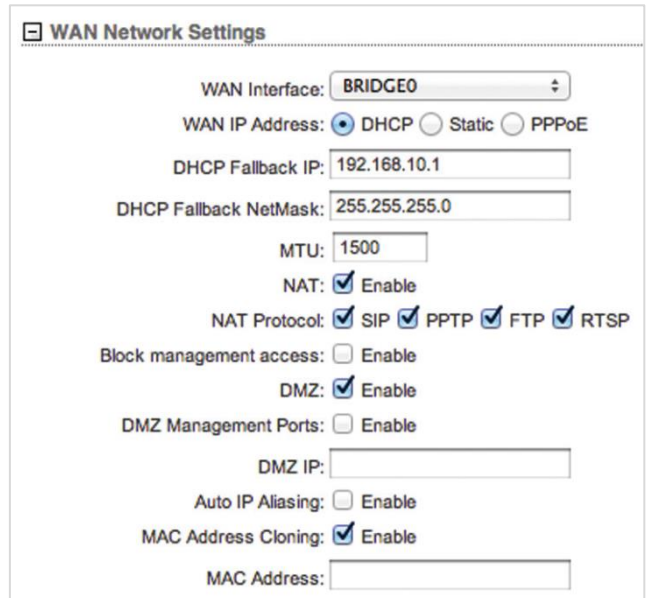 WAN Network Settings
WAN Interface: BRIDGE0
WAN IP Address: DHCP Static PPPoE
DHCP Fallback IP: 192.168.10.1
DHCP Fallback NetMask: 255.255.255.0
MTU: 1500
NAT: Enable
NAT Protocol: SIP PPTP FTP RTSP
Block management access: Enable
DMZ: Enable
DMZ Management Ports: Enable
DMZ IP:
Auto IP Aliasing: Enable
MAC Address Cloning: Enable
MAC Address: